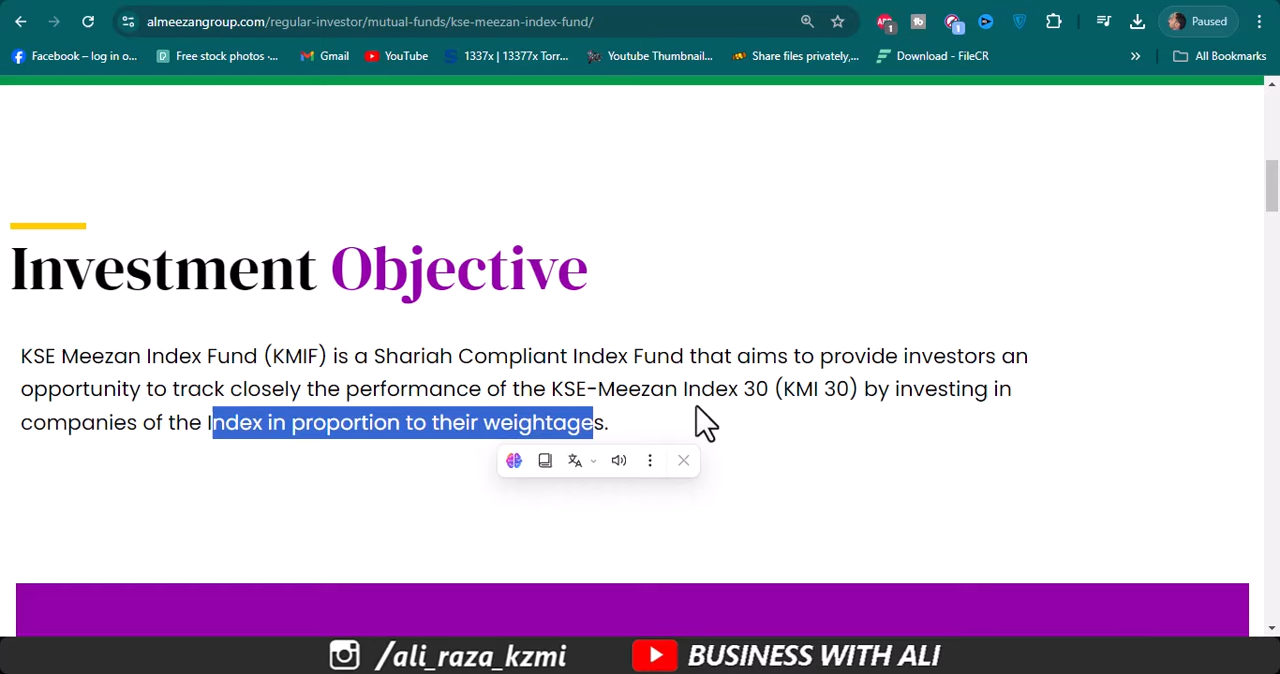 almeezangroup.com/regular-investor/mutual-funds/kse-meezan-index-fund/
1
1
Paused
Facebook – log in o...
Free stock photos ·...
Gmail
YouTube
1337x | 13377x Torr...
Youtube Thumbnail...
Share files privately,...
Download - FileCR
»
All Bookmarks
Investment Objective
KSE Meezan Index Fund (KMIF) is a Shariah Compliant Index Fund that aims to provide investors an
opportunity to track closely the performance of the KSE-Meezan Index 30 (KMI 30) by investing in
companies of the Index in proportion to their weightages.
/ali_raza_kzmi
BUSINESS WITH ALI